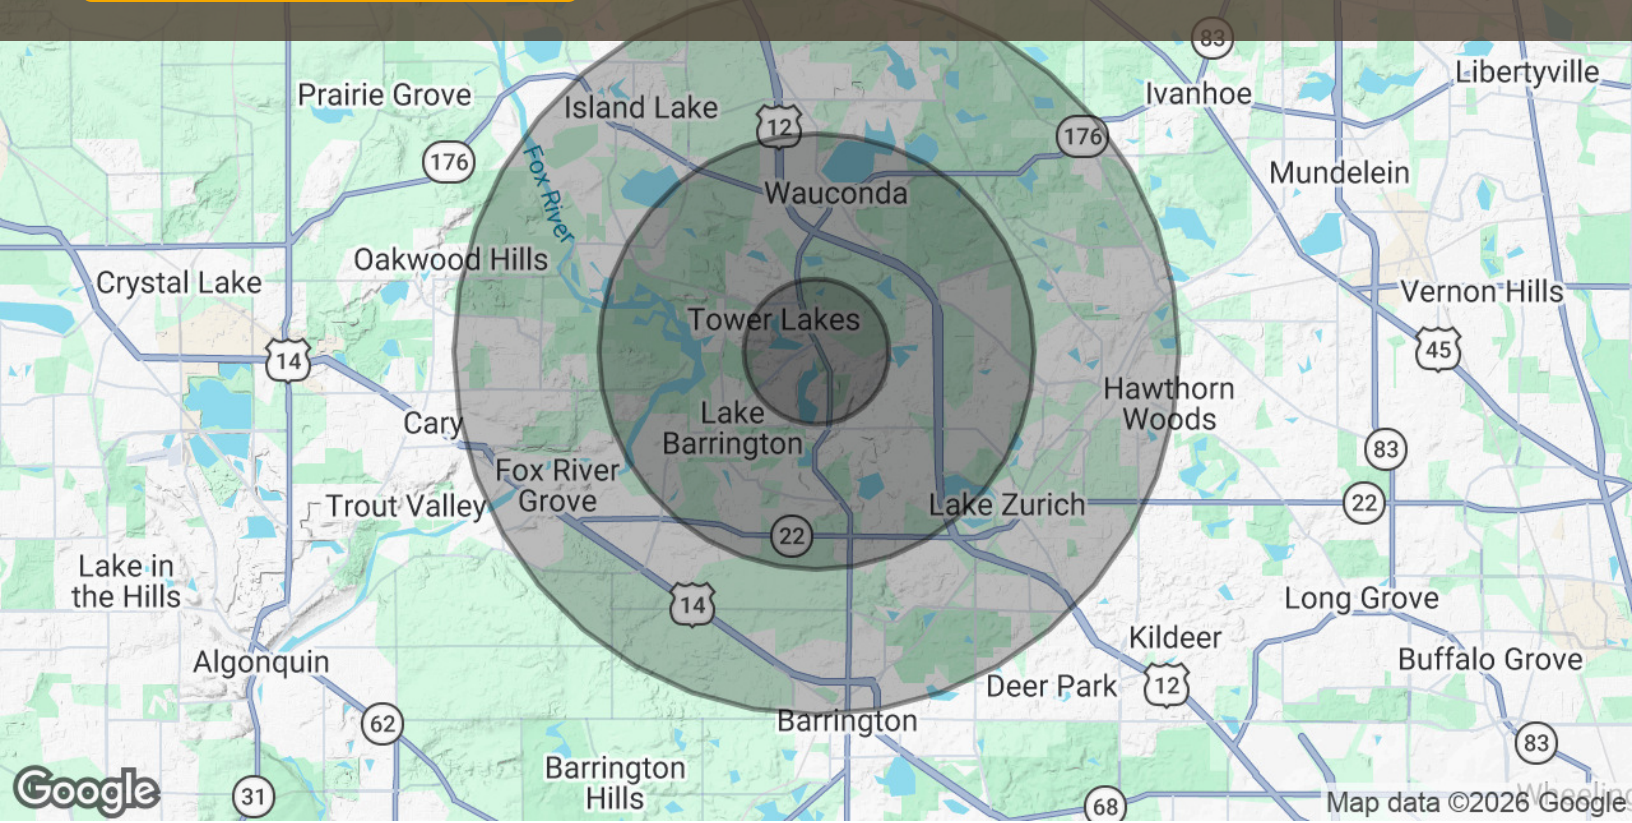 83
Libertyville
Prairie Grove
Ivanhoe
Island Lake
12
176
176
Fox River
Mundelein
Wauconda
Oakwood Hills
Crystal Lake
Vernon Hills
Tower Lakes
14
45
Hawthorn
Woods
Lake
Barrington
Cary
83
Fox River
Grove
Trout Valley
Lake Zurich
22
22
Lake in
the Hills
14
Long Grove
Kildeer
Algonquin
Buffalo Grove
Deer Park
12
62
Barrington
83
Barrington
Hills
Google
31
68
Wheeling
Map data ©2026 Google